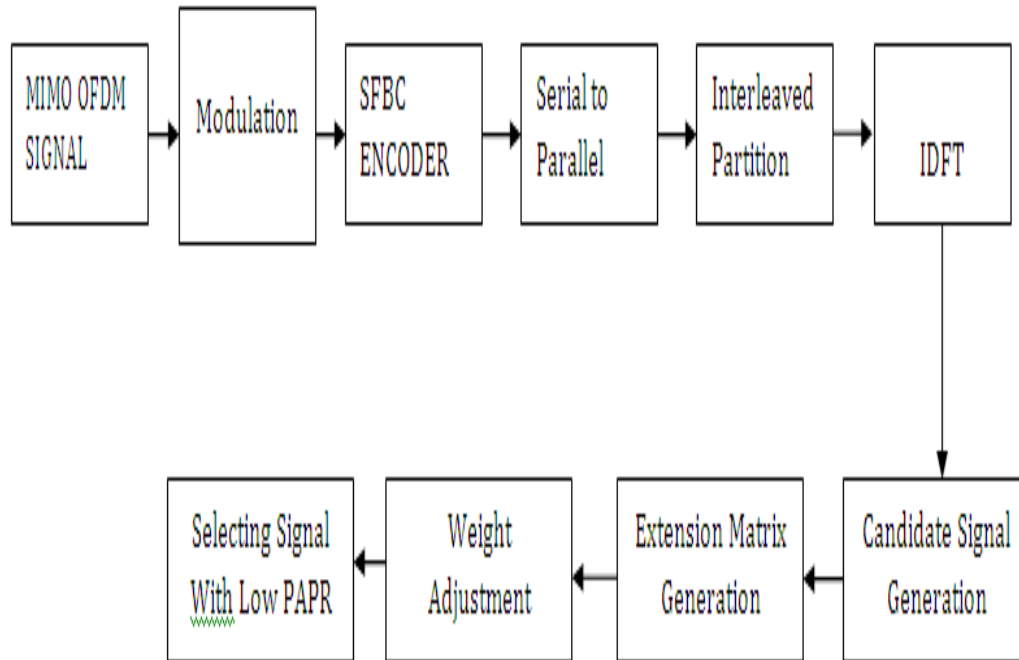 MIMO OFDM
SIGNAL
Modulation
SFBC
ENCODER
Serial to
Parallel
Interleaved
Partition
IDFT
Candidate Signal
Generation
Extension Matrix
Generation
Weight
Adjustment
Selecting Signal
With Low PAPR